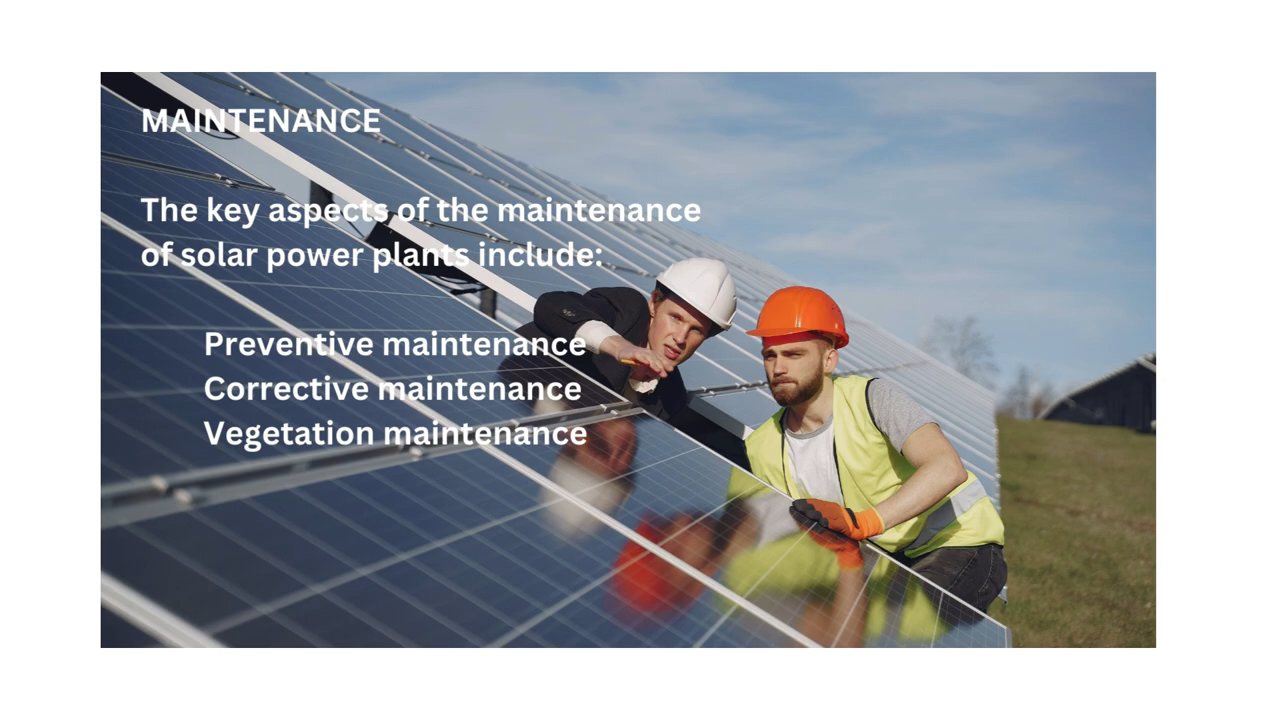 MAINTENANCE
The key aspects of the maintenance
of solar power plants include:
Preventive maintenance
Corrective maintenance
Vegetation maintenance